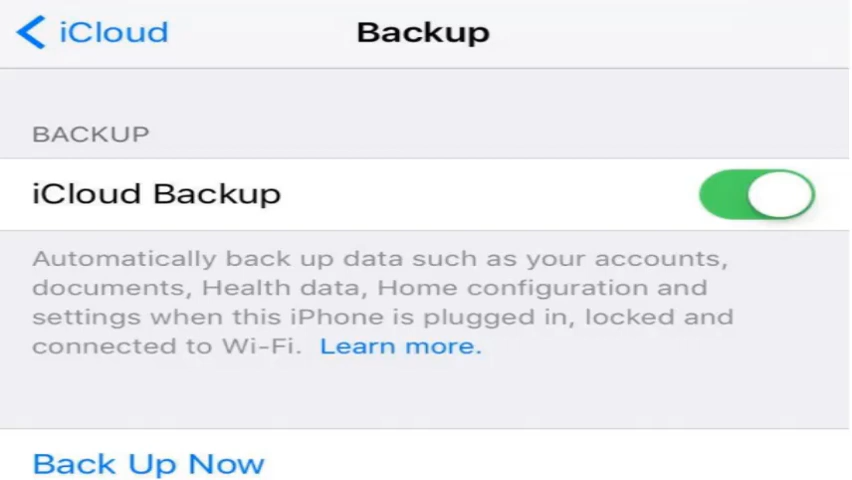 iCloud
Backup
BACKUP
iCloud Backup
Automatically back up data such as your accounts,
documents, Health data, Home configuration and
settings when this iPhone is plugged in, locked and
connected to Wi-Fi. Learn more.
Back Up Now